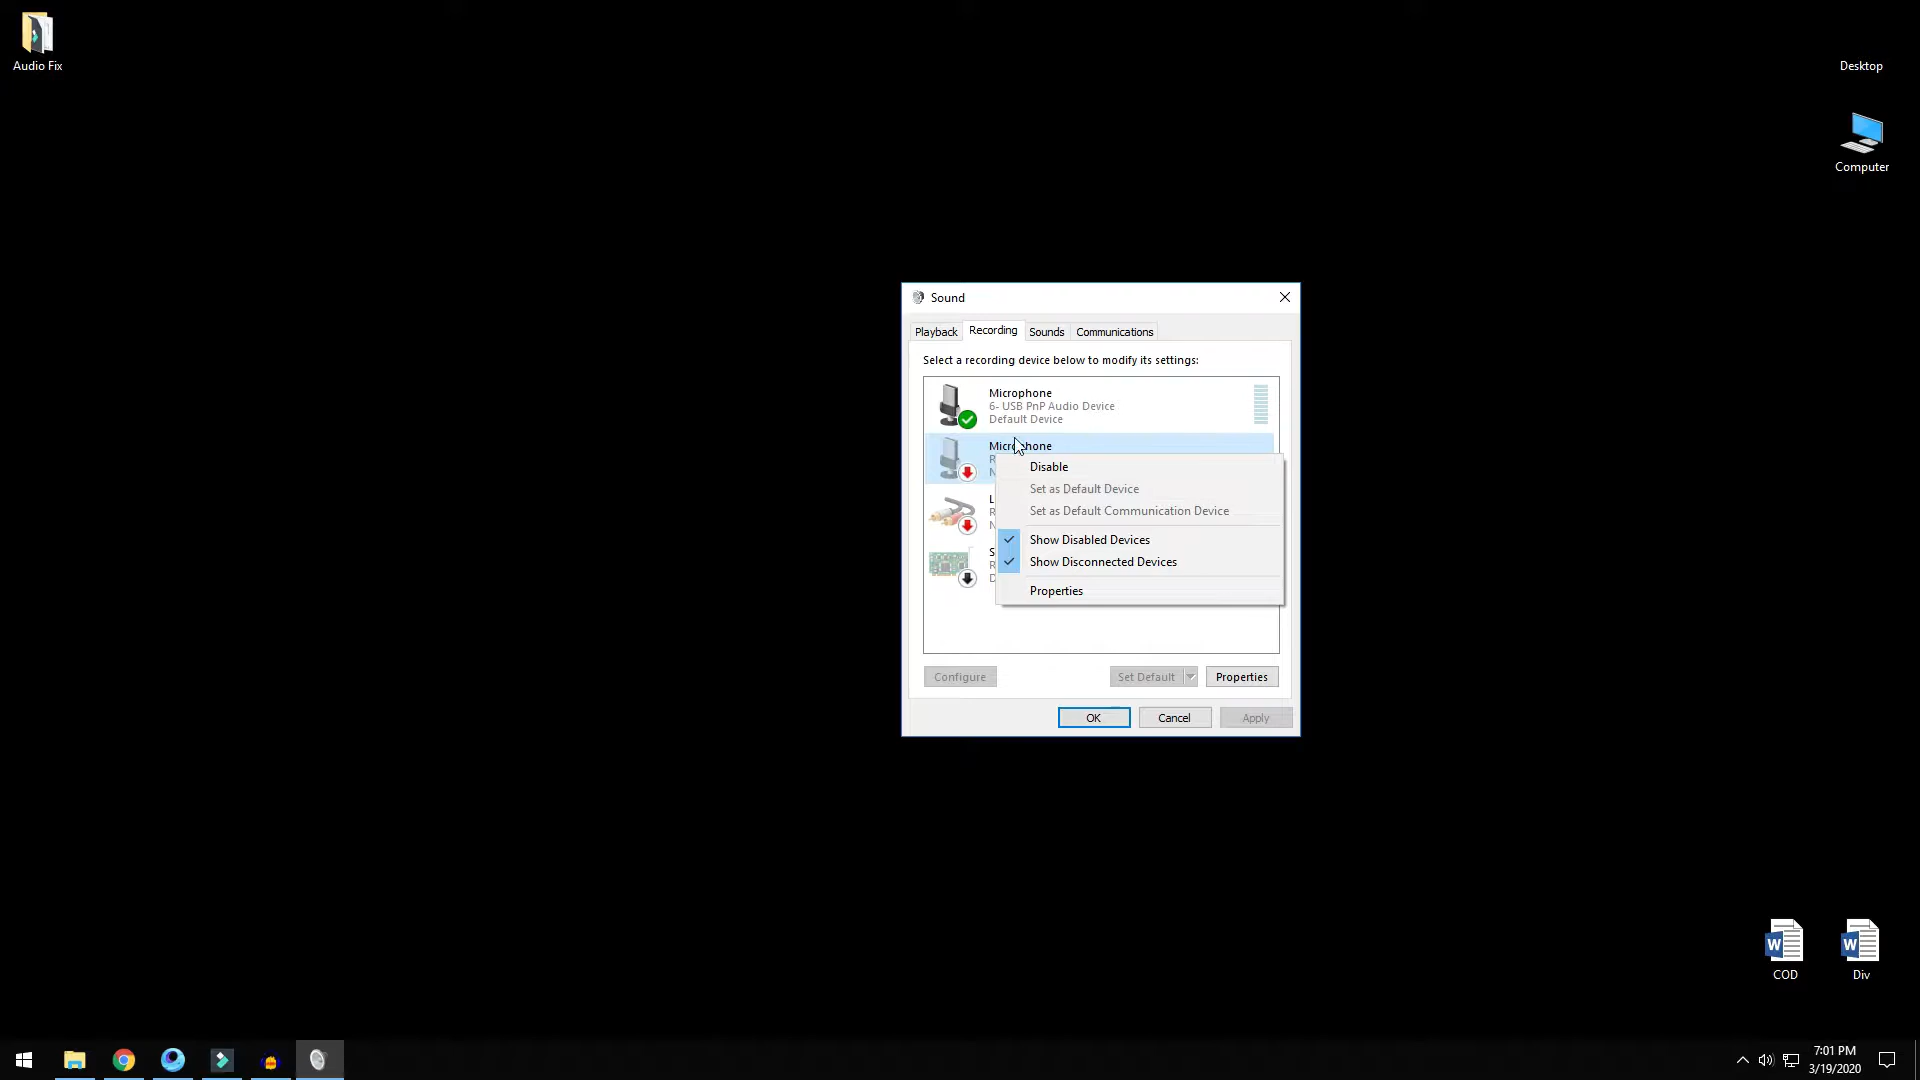 Audio Fix
Desktop
Computer
Sound
Playback
Recording
Sounds
Communications
Select a recording device below to modify its settings:
Microphone
6- USB PnP Audio Device
Default Device
Microphone
Disable
Set as Default Device
Set as Default Communication Device
Show Disabled Devices
Show Disconnected Devices
Properties
Configure
Set Default
Properties
OK
Cancel
Apply
COD
Div
7:01 PM
3/19/2020